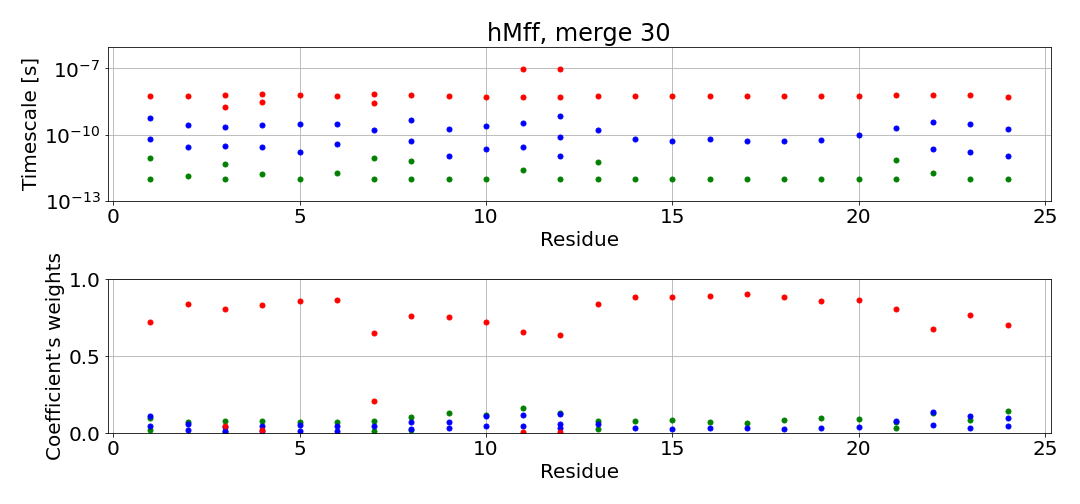 hMff, merge 30
Timescale [s]
10⁻⁷
10⁻¹⁰
10⁻¹³
0 5 10 15 20 25
Residue
Coefficient's weights
1.0
0.5
0.0
0 5 10 15 20 25
Residue